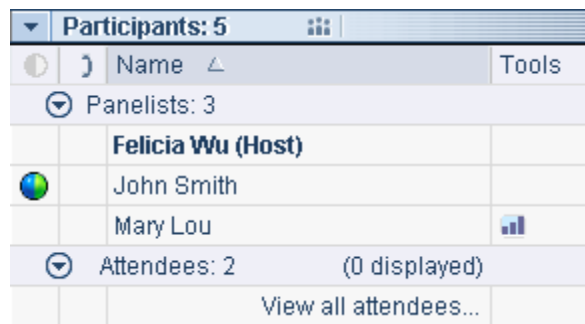 Participants: 5
Name Tools
Panelists: 3
Felicia Wu (Host)
John Smith
Mary Lou
Attendees: 2 (0 displayed)
View all attendees...